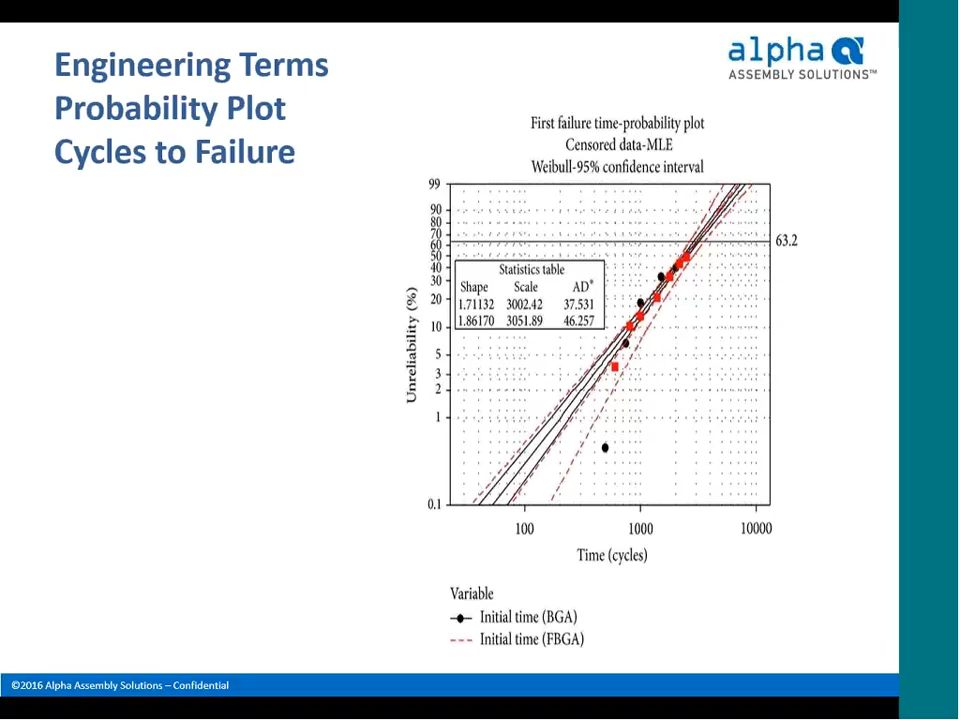 Engineering Terms
Probability Plot
Cycles to Failure
alpha
ASSEMBLY SOLUTIONS™
First failure time-probability plot
Censored data-MLE
Weibull-95% confidence interval
99
90
80
70
60
50
40
30
20
10
5
3
2
1
0.1
63.2
Statistics table
Shape Scale AD*
1.71132 3002.42 37.531
1.86170 3051.89 46.257
Unreliability (%)
100 1000 10000
Time (cycles)
Variable
Initial time (BGA)
Initial time (FBGA)
©2016 Alpha Assembly Solutions – Confidential